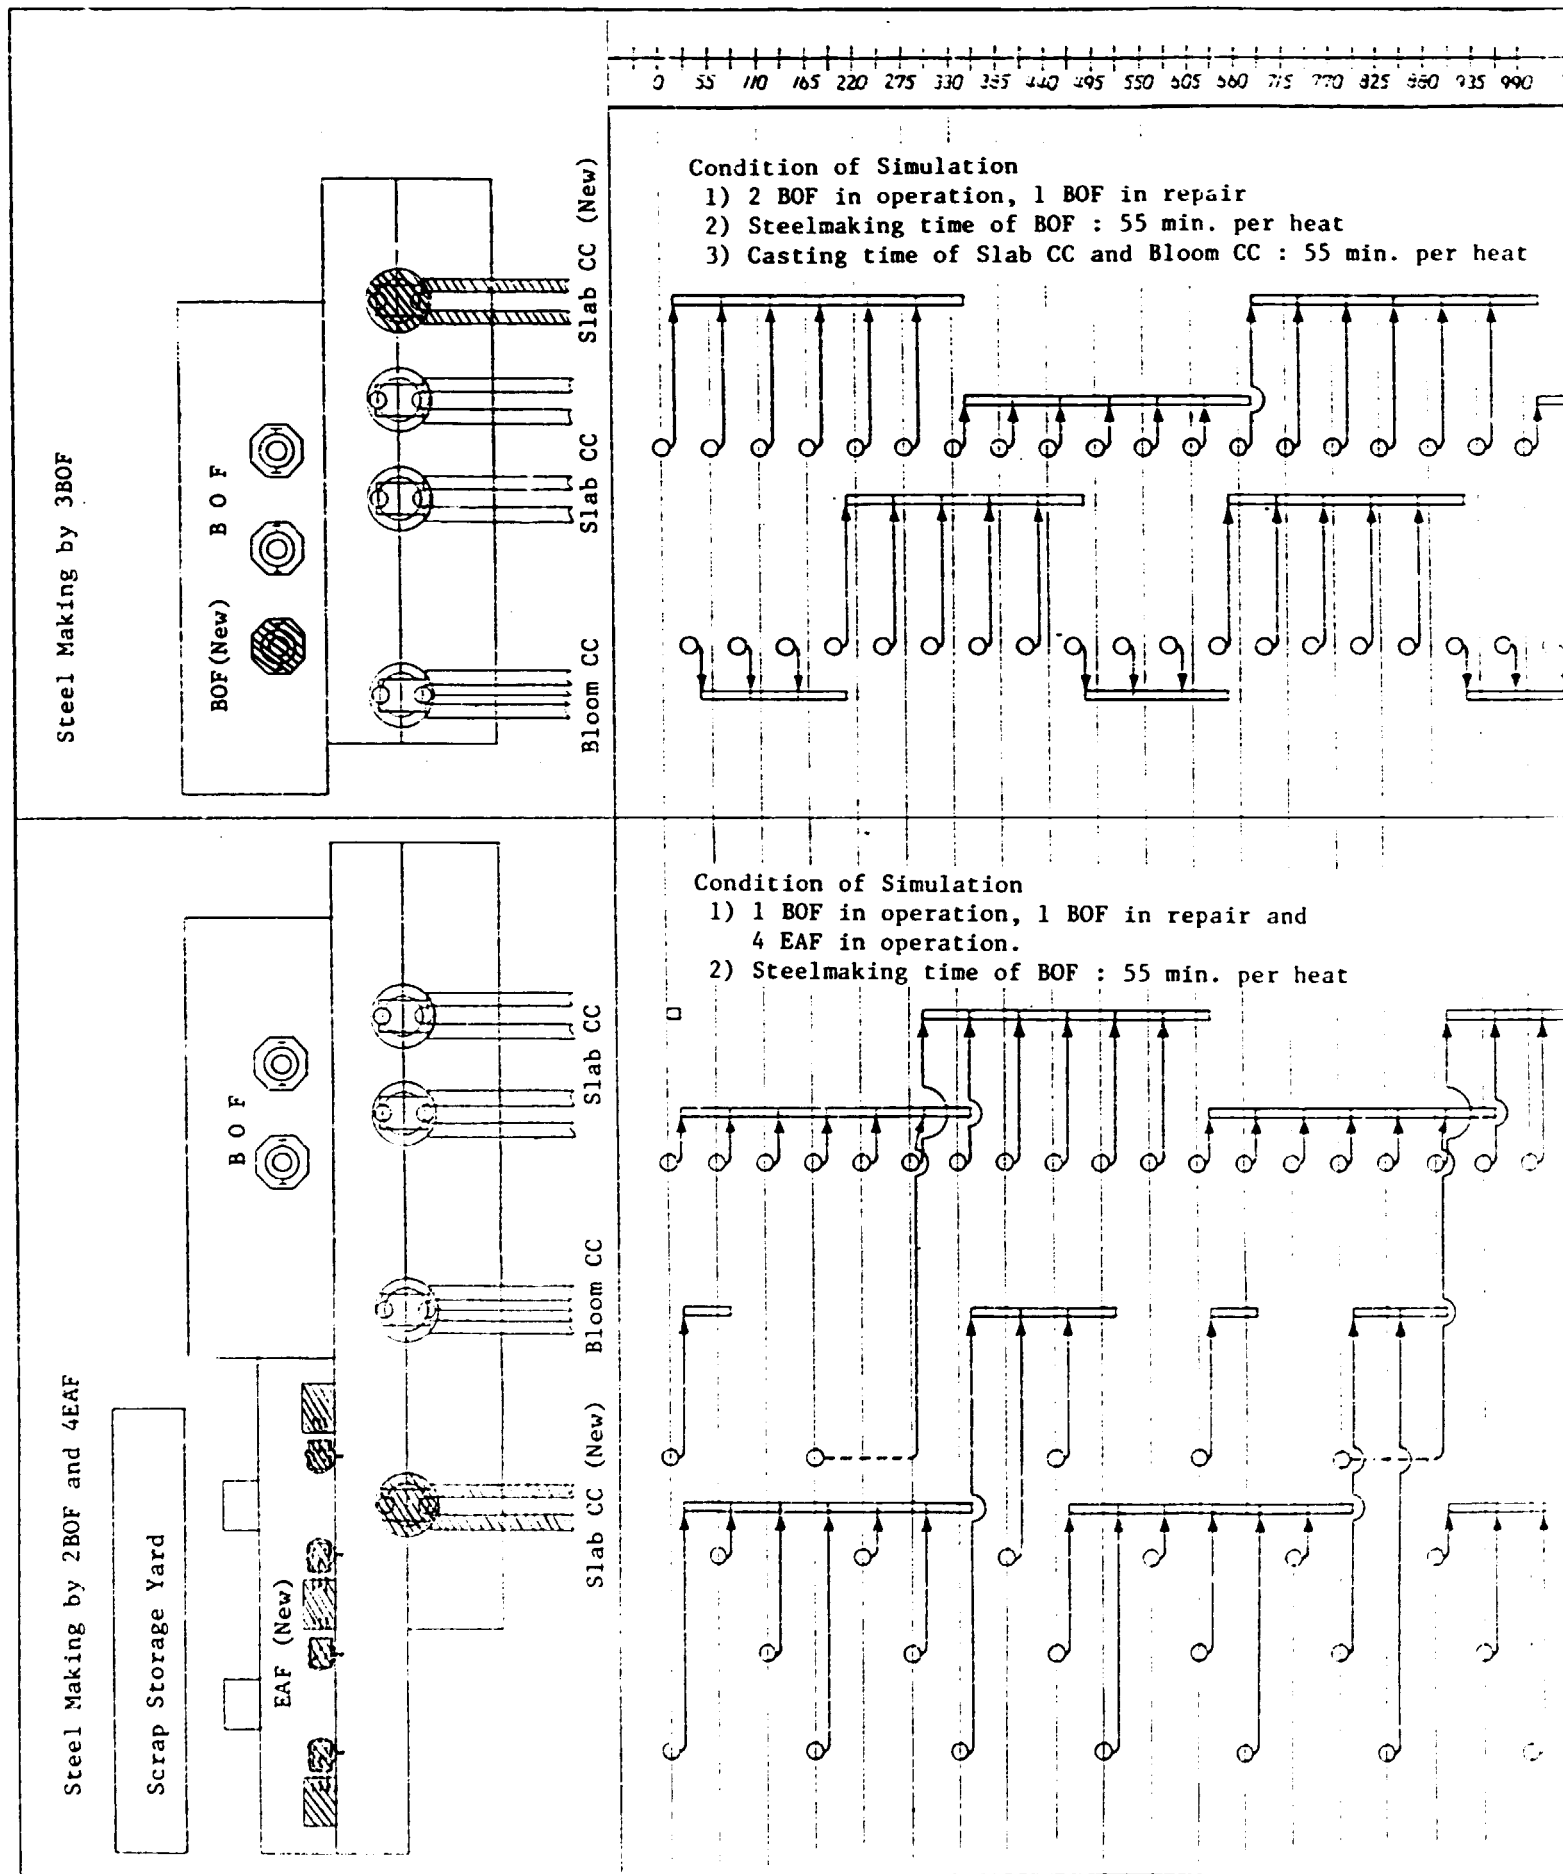 0 55 110 165 220 275 330 385 440 495 550 605 660 715 770 825 880 935 990
Steel Making by 3BOF
BOF(New)
B O F
Bloom CC
Slab CC
Slab CC (New)
Condition of Simulation
1) 2 BOF in operation, 1 BOF in repair
2) Steelmaking time of BOF : 55 min. per heat
3) Casting time of Slab CC and Bloom CC : 55 min. per heat
Steel Making by 2BOF and 4EAF
Scrap Storage Yard
EAF (New)
B O F
Slab CC (New)
Bloom CC
Slab CC
Condition of Simulation
1) 1 BOF in operation, 1 BOF in repair and
4 EAF in operation.
2) Steelmaking time of BOF : 55 min. per heat